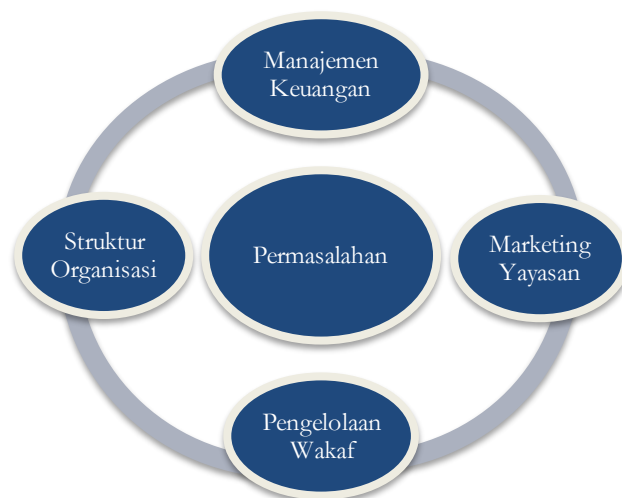 Manajemen
Keuangan
Struktur
Organisasi
Permasalahan
Marketing
Yayasan
Pengelolaan
Wakaf